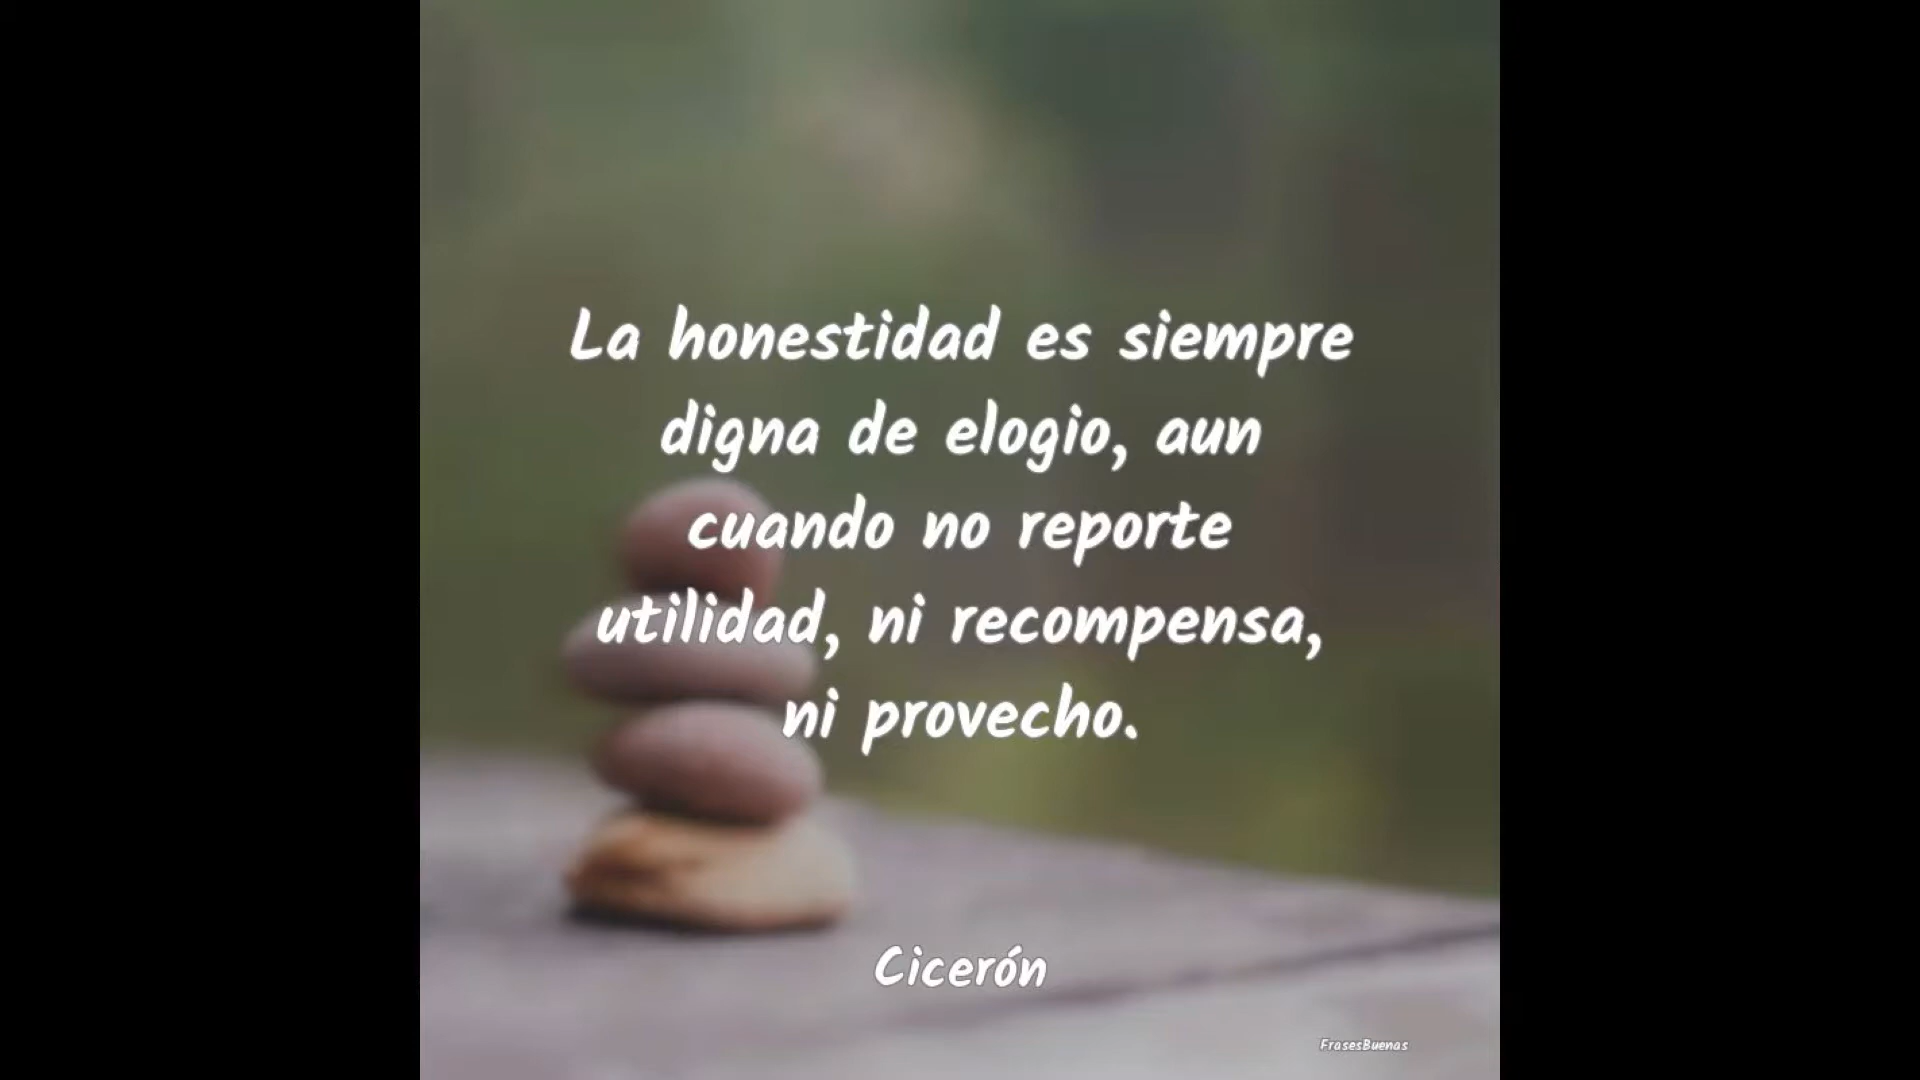 La honestidad es siempre
digna de elogio, aun
cuando no reporte
utilidad, ni recompensa,
ni provecho.
Cicerón
FrasesBuenas